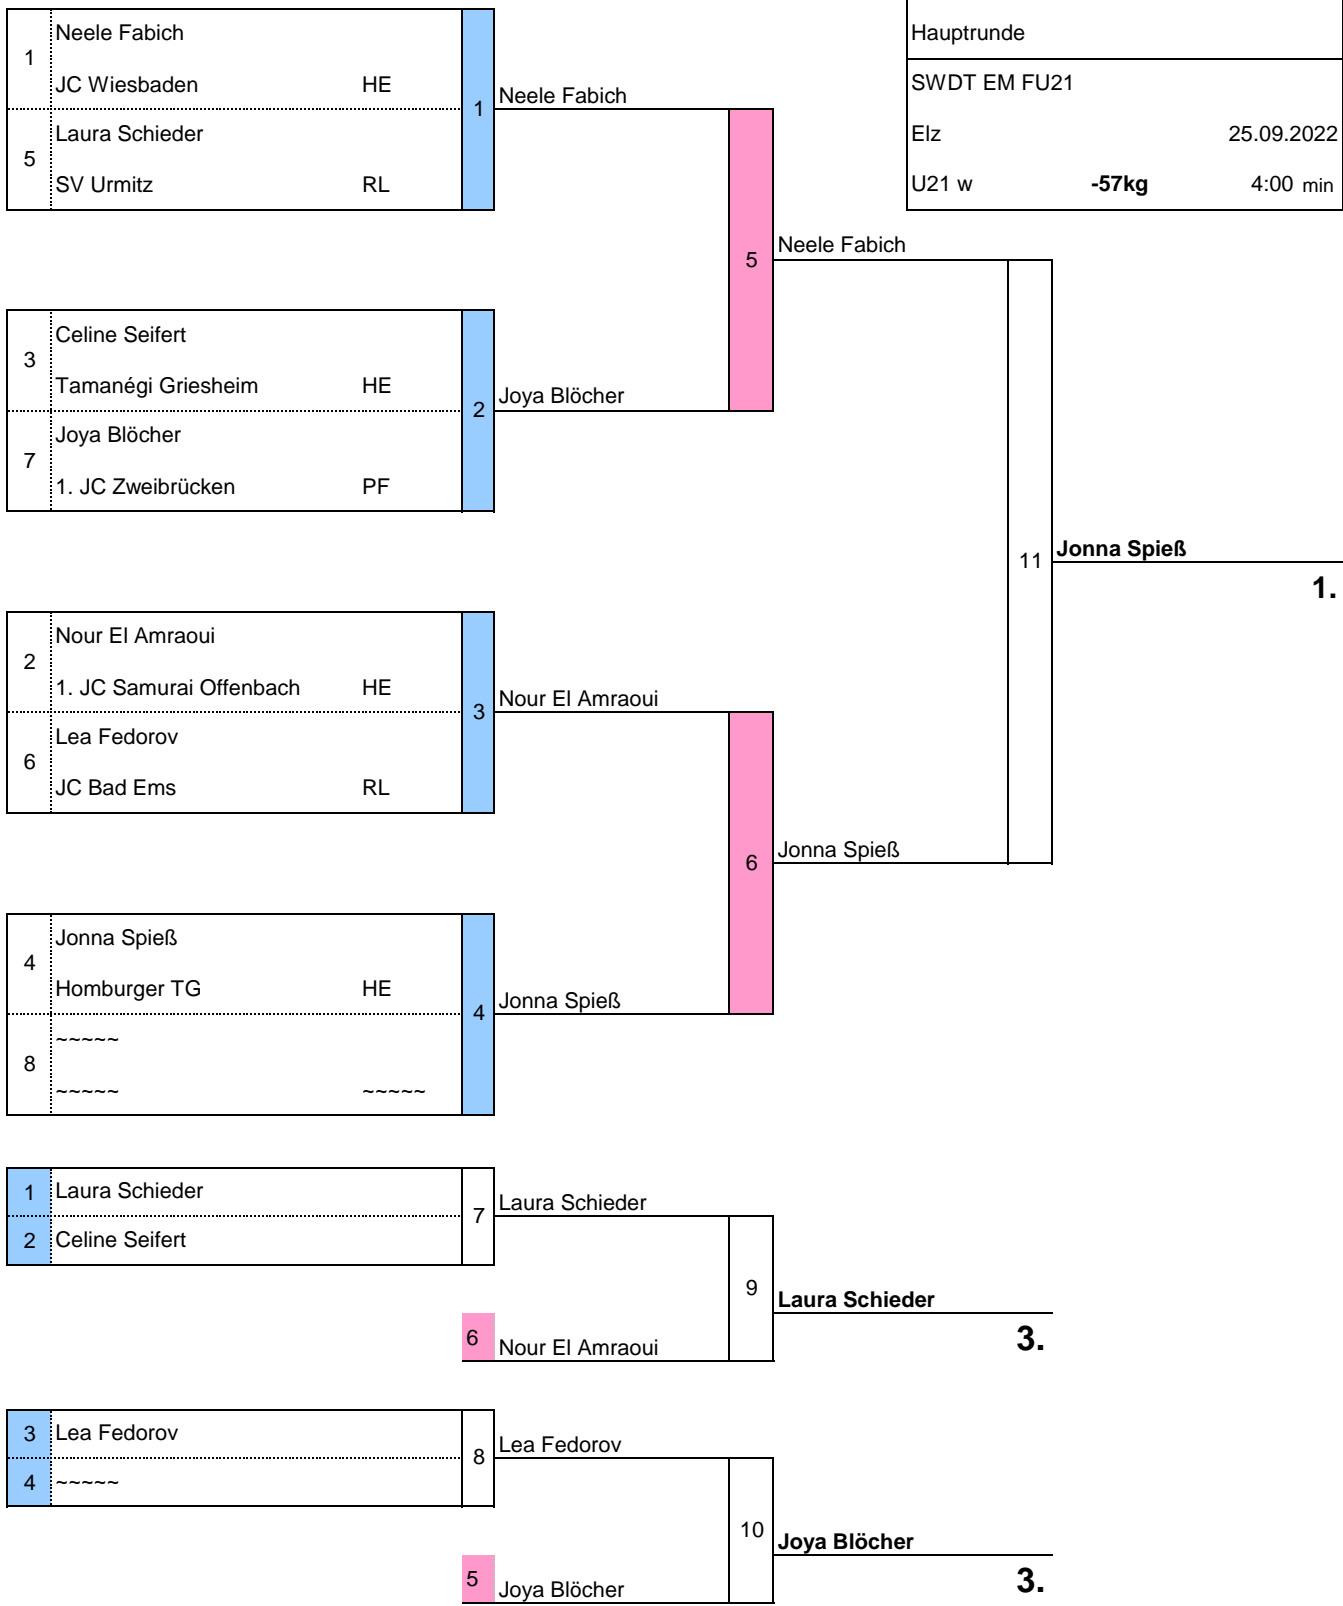 Hauptrunde
SWDT EM FU21
Elz 25.09.2022
U21 w -57kg 4:00 min
1
Neele Fabich
JC Wiesbaden HE
5
Laura Schieder
SV Urmitz RL
1
Neele Fabich
3
Celine Seifert
Tamanégi Griesheim HE
7
Joya Blöcher
1. JC Zweibrücken PF
2
Joya Blöcher
5
Neele Fabich
2
Nour El Amraoui
1. JC Samurai Offenbach HE
6
Lea Fedorov
JC Bad Ems RL
3
Nour El Amraoui
4
Jonna Spieß
Homburger TG HE
8
~~~~~
~~~~~ ~~~~~
4
Jonna Spieß
6
Jonna Spieß
11
Jonna Spieß
1.
1 Laura Schieder
2 Celine Seifert
7
Laura Schieder
6 Nour El Amraoui
9
Laura Schieder
3.
3 Lea Fedorov
4 ~~~~~
8
Lea Fedorov
5 Joya Blöcher
10
Joya Blöcher
3.